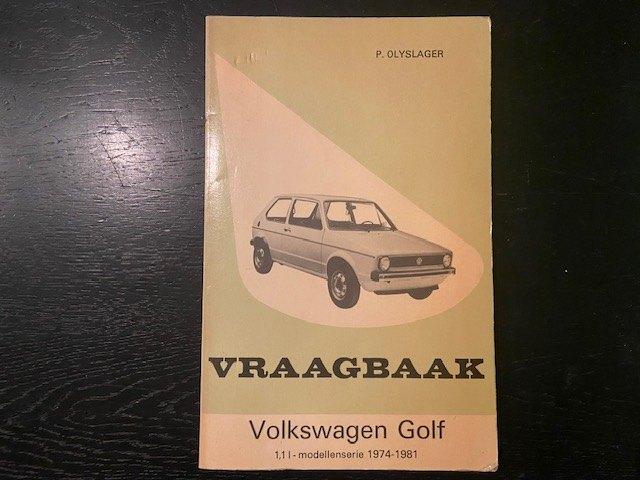 P. OLYSLAGER
VRAAGBAAK
Volkswagen Golf
1,1 l - modellenserie 1974-1981